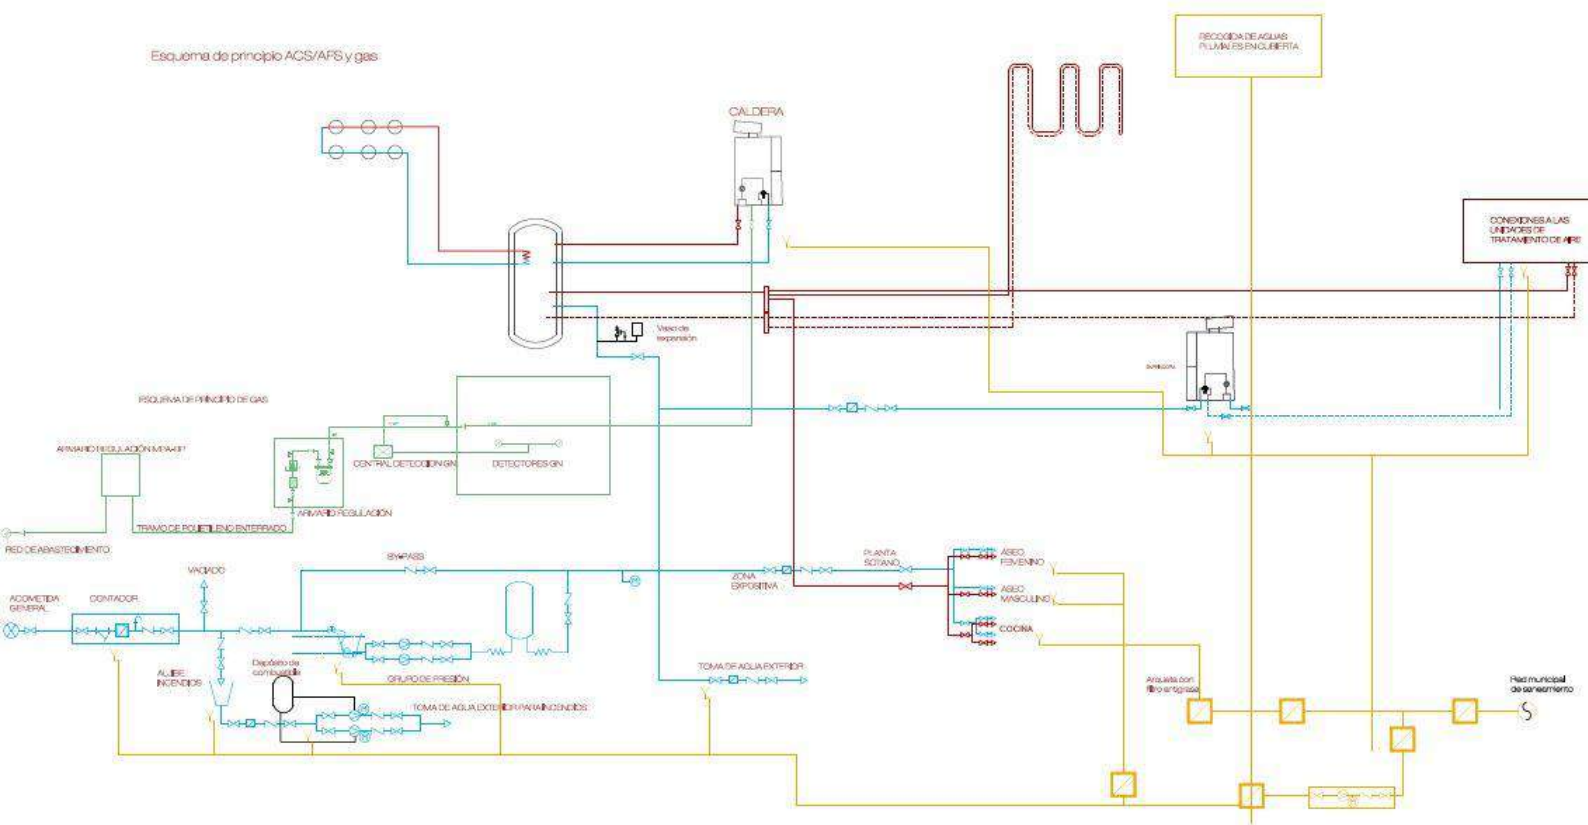 Esquema de principio ACS/AFS y gas
RECOGIDA DE AGUAS
PLUVIALES EN CUBIERTA
CALDERA
CONEXIONES A LAS
UNIDADES DE
TRATAMIENTO DE AIRE
Vaso de
expansión
ESQUEMA DE PRINCIPIO DE GAS
ARMARIO REGULACIÓN
CENTRAL DETECCION GN
DETECTORES GN
ARMARIO REGULACIÓN
TRAMO DE POLIETILENO ENTERRADO
RED DE ABASTECIMIENTO
BY-PASS
VACIADO
ACOMETIDA
GENERAL
CONTADOR
ZONA
EXPOSITIVA
PLANTA
SOTANO
ASEO
FEMENINO
ASEO
MASCULINO
COCINA
ALJIBE
INCENDIOS
Depósito de
combustible
GRUPO DE PRESIÓN
TOMA DE AGUA EXTERIOR
TOMA DE AGUA EXTERIOR PARA INCENDIOS
Arqueta con
filtro antigrasa
Red municipal
de saneamiento